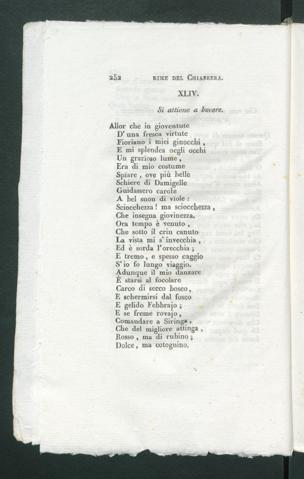 252 RIME DEL CHIABRERA.
XLIV.
Si attiene a bevere.
Allor che in gioventute
D' una fresca virtute
Fioriano i miei ginocchi,
E mi splendea negli occhi
Un grazioso lume,
Era di mio costume
Spiare, ove più belle
Schiere di Damigelle
Guidassero carole
A bel suon di viole:
Sciocchezza! ma sciocchezza,
Che insegna giovinezza.
Ora tempo è venuto,
Che sotto il crin canuto
La vista mi s'invecchia,
Ed è sorda l'orecchia;
E tremo, e spesso caggio
S'io fo lungo viaggio.
Adunque il mio danzare
È starsi al focolare
Carco di secco bosco,
E schermirsi dal fosco
E gelido Febbrajo;
E se freme rovajo,
Comandare a Siringa,
Che del migliore attinga,
Rosso, ma di rubino;
Dolce, ma cotognino.